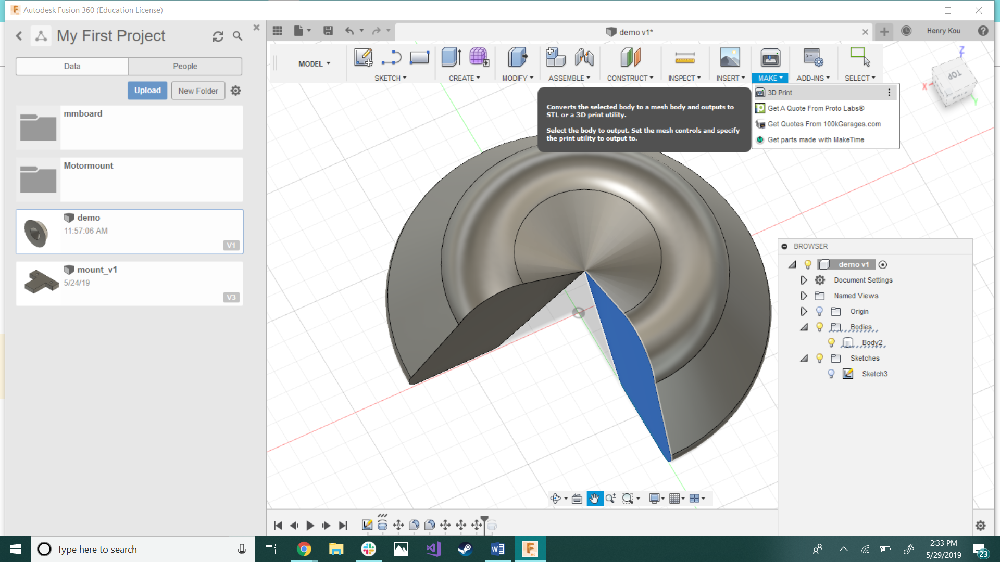 Autodesk Fusion 360 (Education License)
My First Project
Data
People
Upload
New Folder
mmboard
Motormount
demo
11:57:06 AM
V1
mount_v1
5/24/19
V3
demo v1*
Henry Kou
MODEL
SKETCH
CREATE
MODIFY
ASSEMBLE
CONSTRUCT
INSPECT
INSERT
MAKE
ADD-INS
SELECT
3D Print
Get A Quote From Proto Labs®
Get Quotes From 100kGarages.com
Get parts made with MakeTime
Converts the selected body to a mesh body and outputs to
STL or a 3D print utility.
Select the body to output. Set the mesh controls and specify
the print utility to output to.
Z
TOP
X
Y
BROWSER
demo v1
Document Settings
Named Views
Origin
Bodies
Body2
Sketches
Sketch3
Type here to search
2:33 PM
5/29/2019
23